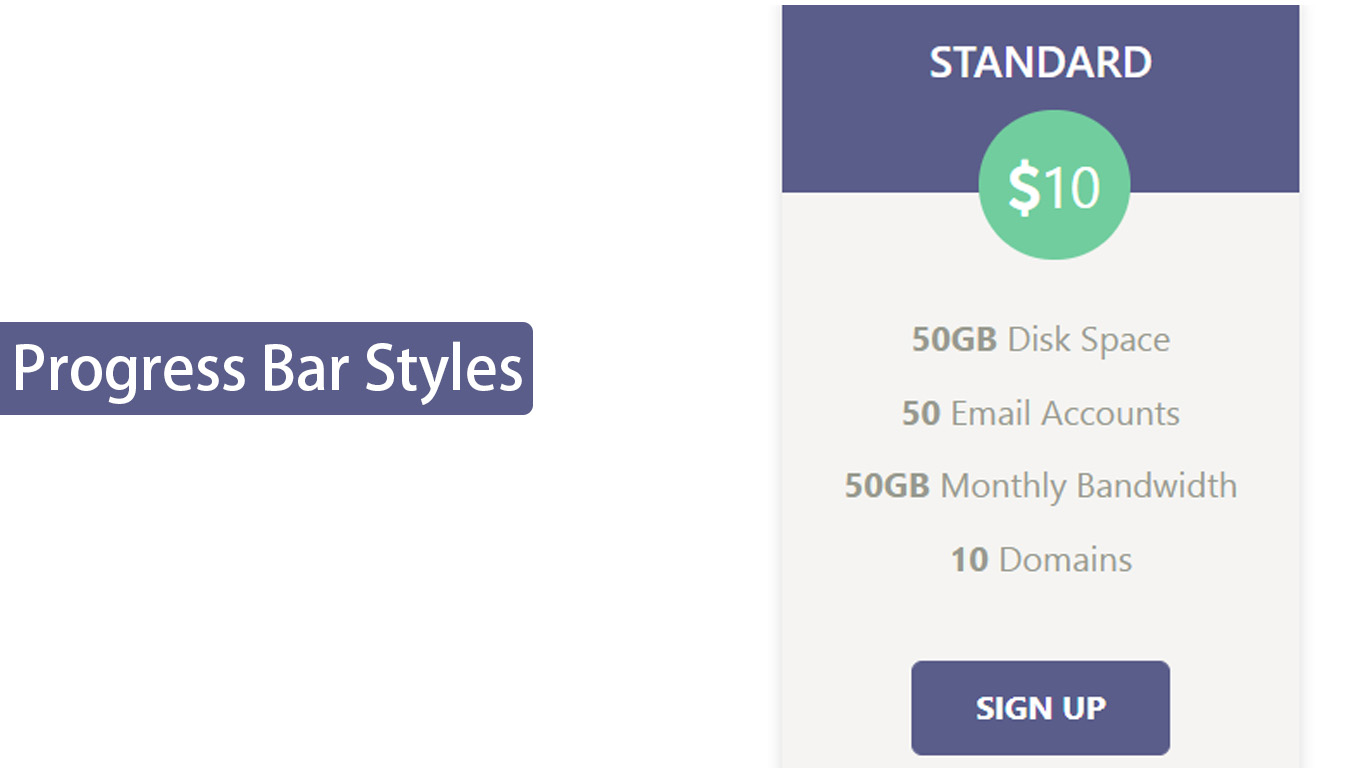 Progress Bar Styles
STANDARD
$10
50GB Disk Space
50 Email Accounts
50GB Monthly Bandwidth
10 Domains
SIGN UP